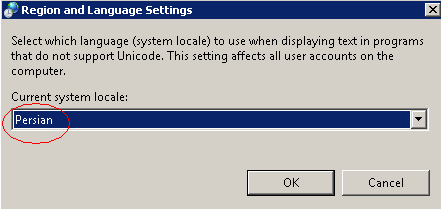 Region and Language Settings
Select which language (system locale) to use when displaying text in programs
that do not support Unicode. This setting affects all user accounts on the
computer.
Current system locale:
Persian
OK
Cancel